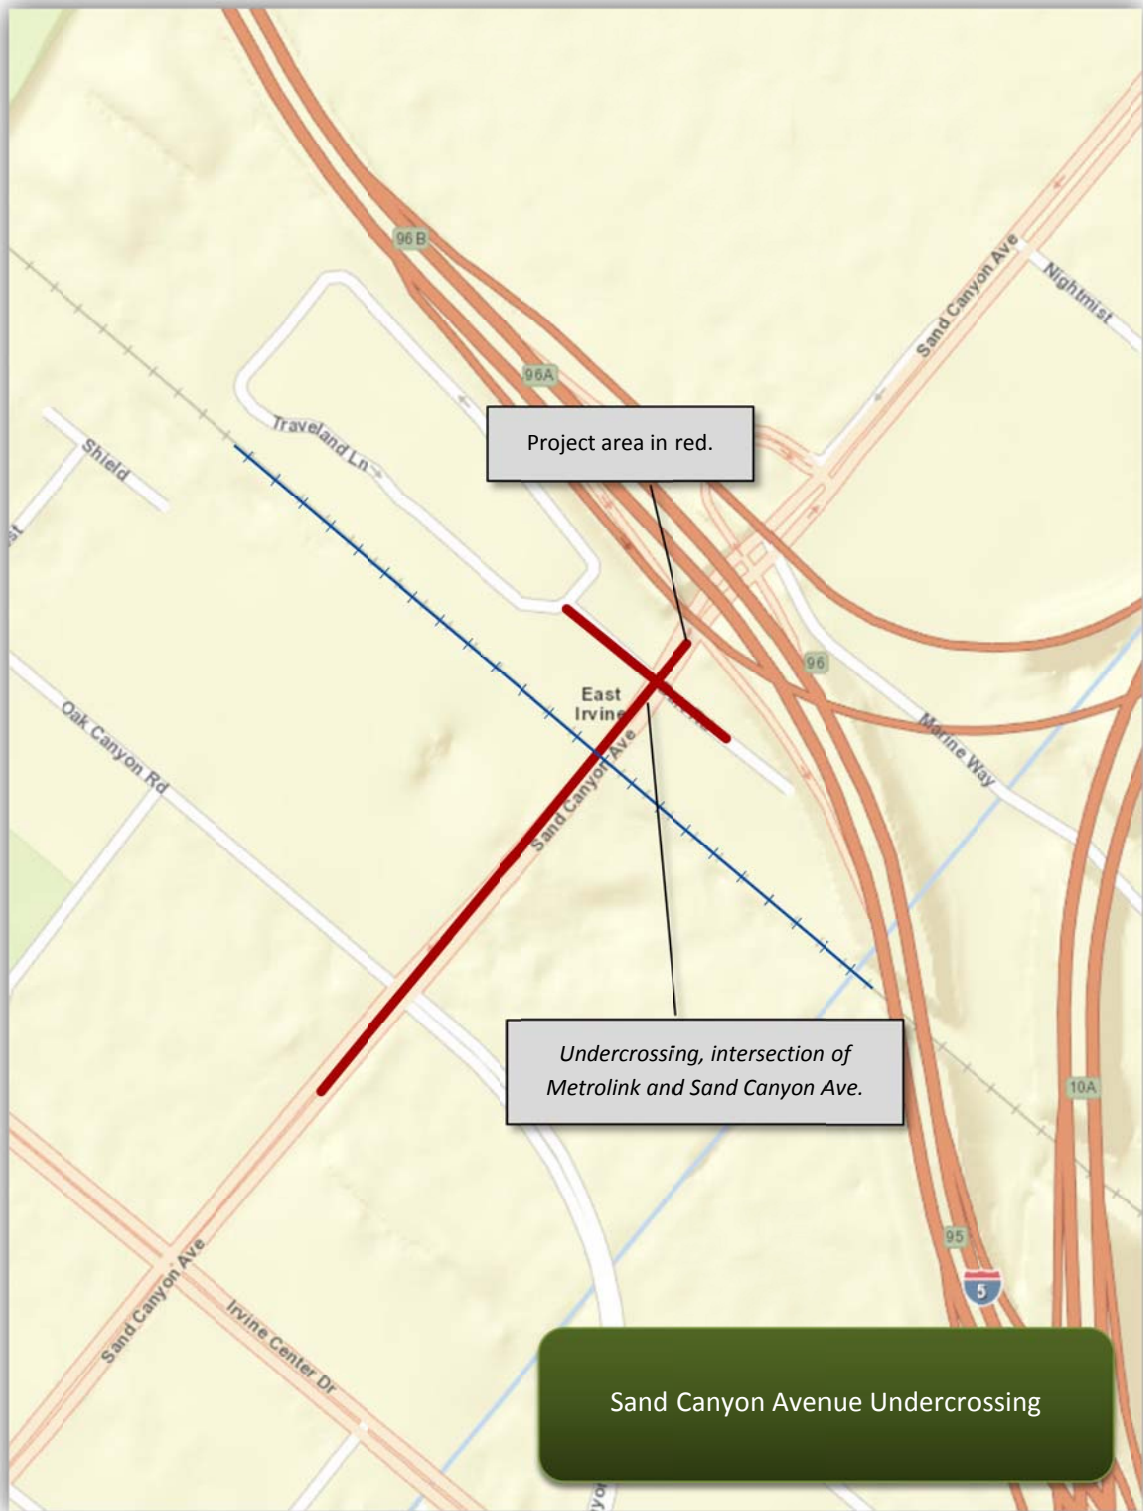 96 B
Sand Canyon Ave
Nightmist
96A
Project area in red.
Traveland Ln
Shield
96
East
Irvine
Oak Canyon Rd
Marine Way
Sand Canyon Ave
Undercrossing, intersection of
Metrolink and Sand Canyon Ave.
10A
95
5
Sand Canyon Ave
Irvine Center Dr
Sand Canyon Avenue Undercrossing